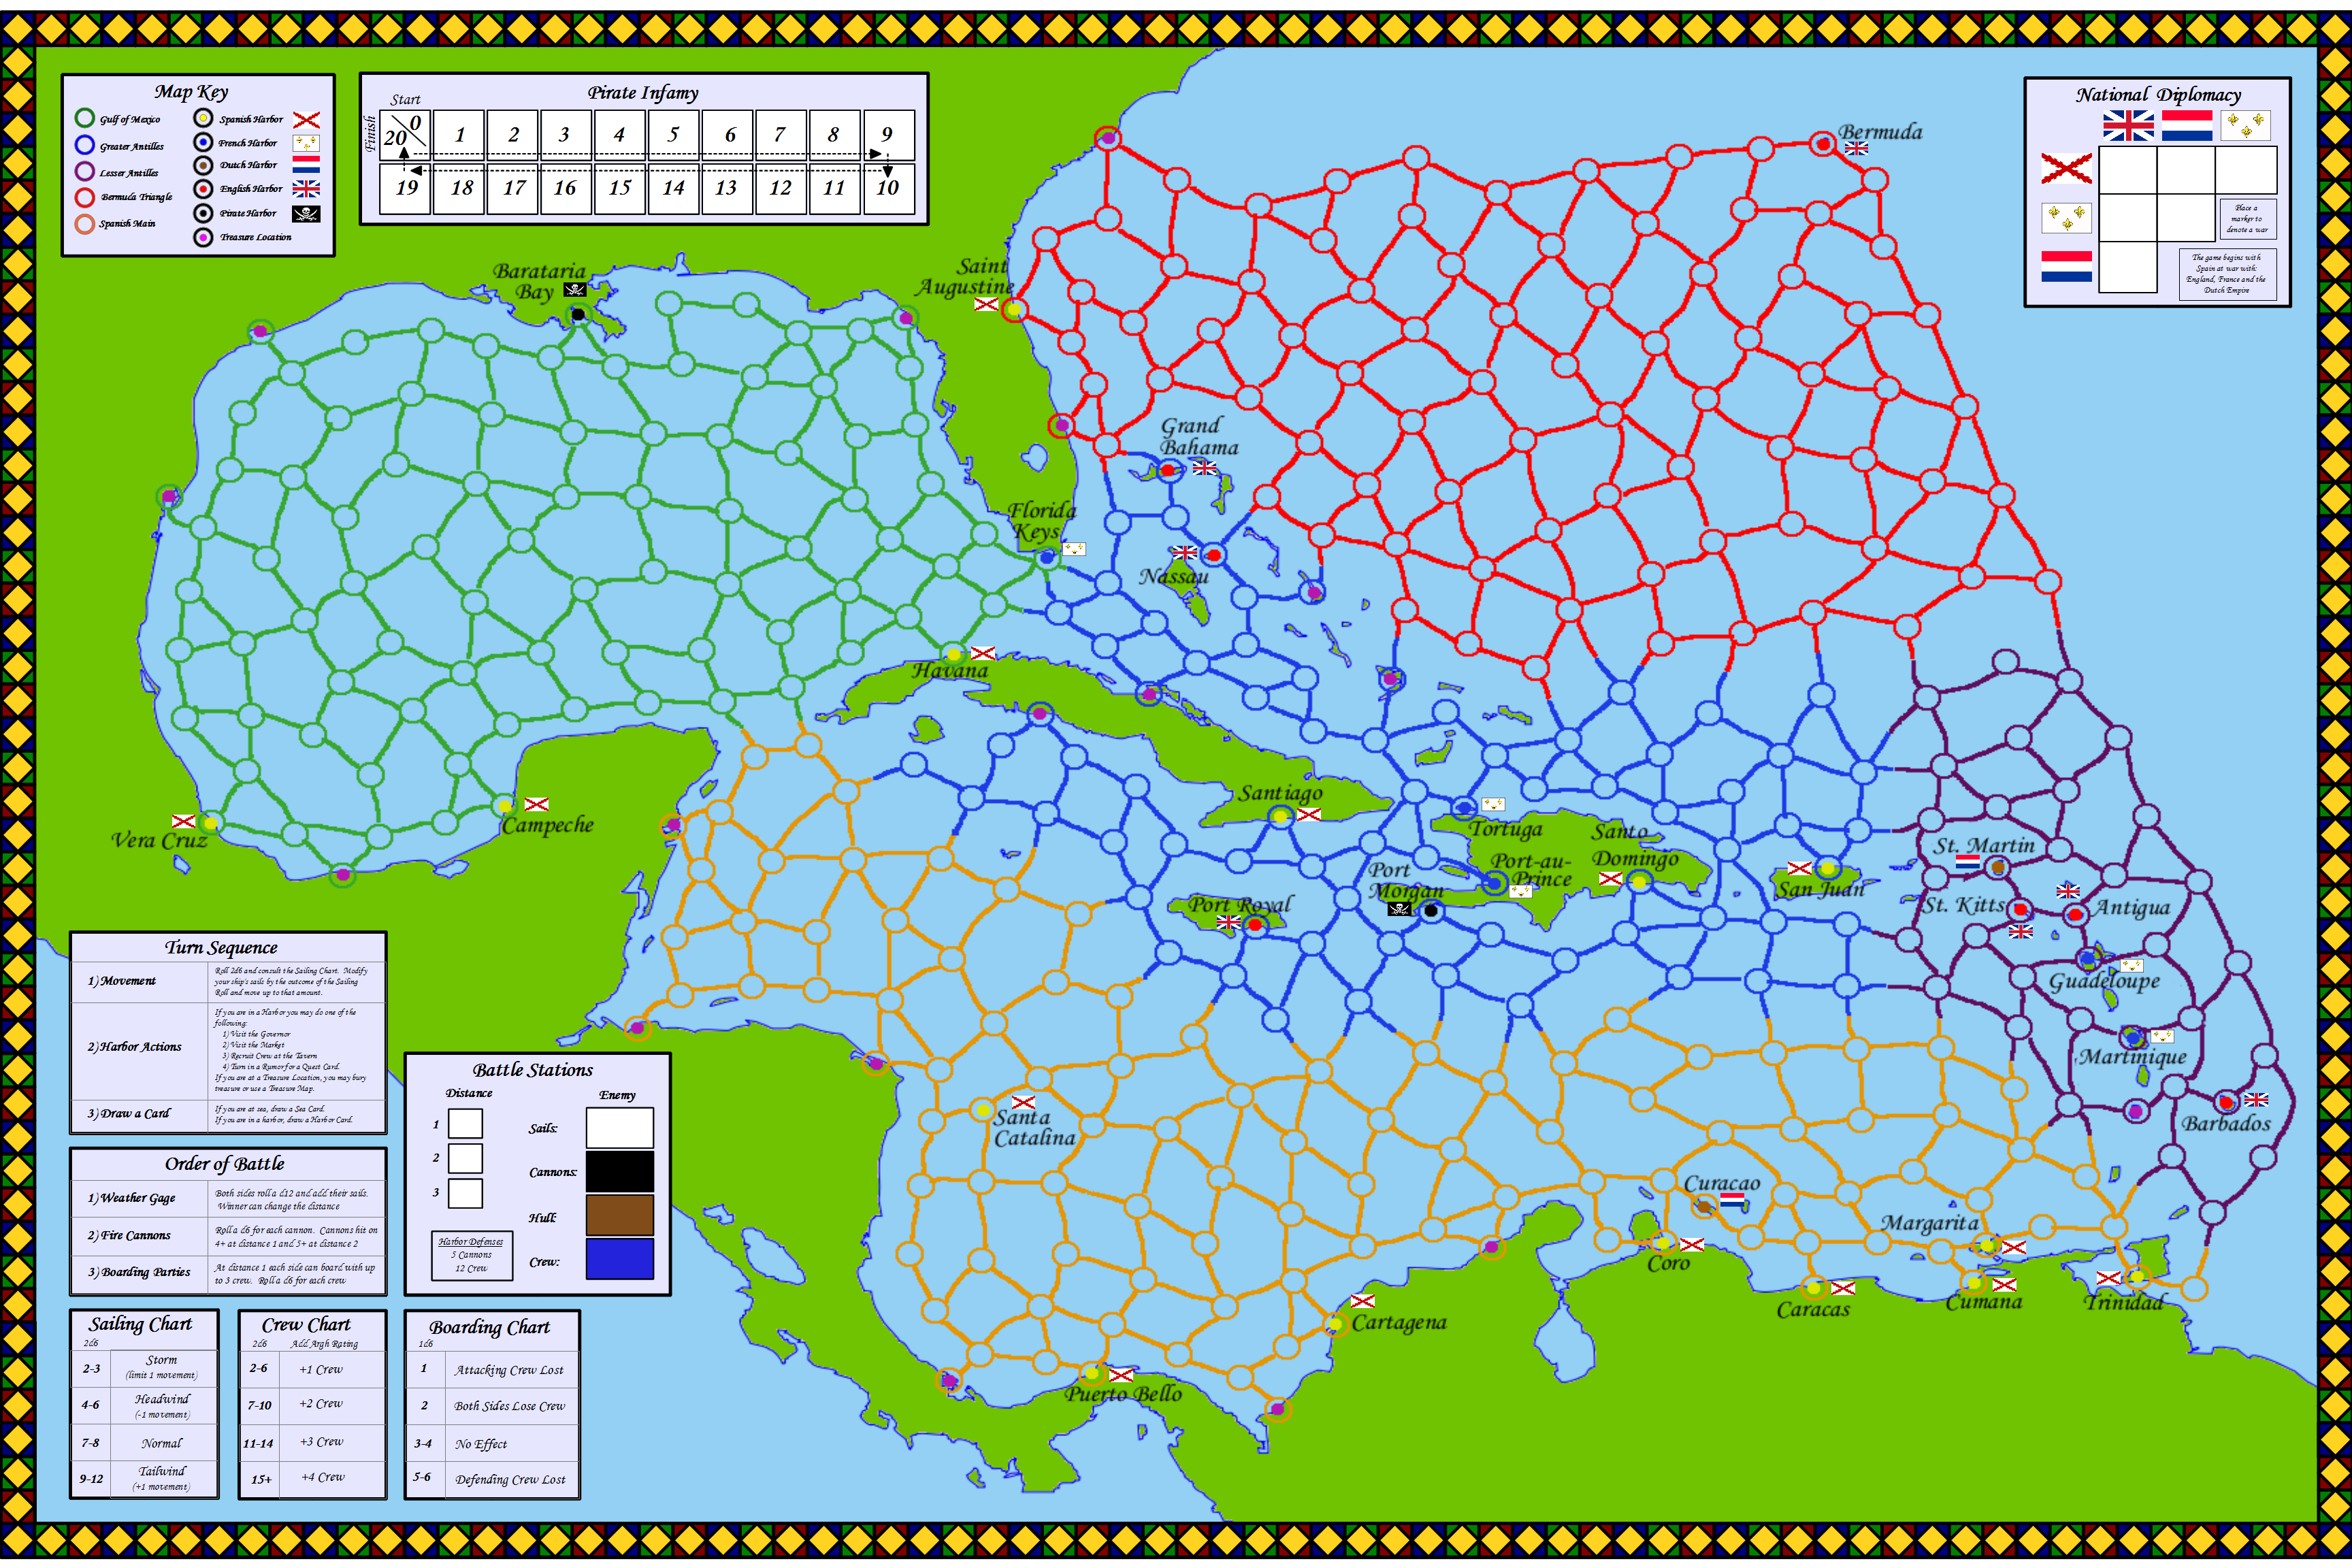 Map Key
Gulf of Mexico
Greater Antilles
Lesser Antilles
Bermuda Triangle
Spanish Main
Spanish Harbor
French Harbor
Dutch Harbor
English Harbor
Pirate Harbor
Treasure Location
Pirate Infamy
Start
Finish
0
20
1 2 3 4 5 6 7 8 9
19 18 17 16 15 14 13 12 11 10
National Diplomacy
Place a
marker to
denote a war
The game begins with
Spain at war with:
England, France and the
Dutch Empire
Bermuda
Barataria
Bay
Saint
Augustine
Grand
Bahama
Florida
Keys
Nassau
Havana
Vera Cruz
Campeche
Santiago
Tortuga
Santo
Domingo
Port-au-
Prince
Port
Morgan
Port Royal
San Juan
St. Martin
St. Kitts
Antigua
Guadeloupe
Martinique
Barbados
Santa
Catalina
Curacao
Coro
Margarita
Caracas
Cumana
Trinidad
Cartagena
Puerto Bello
Turn Sequence
1) Movement
Roll 2d6 and consult the Sailing Chart. Modify
your ship's sails by the outcome of the Sailing
Roll and move up to that amount.
2) Harbor Actions
If you are in a Harbor you may do one of the
following:
1) Visit the Governor
2) Visit the Market
3) Recruit Crew at the Tavern
4) Turn in a Rumor for a Quest Card.
If you are at a Treasure Location, you may bury
treasure or use a Treasure Map.
3) Draw a Card
If you are at sea, draw a Sea Card.
If you are in a harbor, draw a Harbor Card.
Order of Battle
1) Weather Gage
Both sides roll a d12 and add their sails.
Winner can change the distance
2) Fire Cannons
Roll a d6 for each cannon. Cannons hit on
4+ at distance 1 and 5+ at distance 2
3) Boarding Parties
At distance 1 each side can board with up
to 3 crew. Roll a d6 for each crew
Battle Stations
Distance
Enemy
1
2
3
Sails:
Cannons:
Hull:
Crew:
Harbor Defenses
5 Cannons
12 Crew
Sailing Chart
2d6
2-3 Storm
(limit 1 movement)
4-6 Headwind
(-1 movement)
7-8 Normal
9-12 Tailwind
(+1 movement)
Crew Chart
2d6 Add Argh Rating
2-6 +1 Crew
7-10 +2 Crew
11-14 +3 Crew
15+ +4 Crew
Boarding Chart
1d6
1 Attacking Crew Lost
2 Both Sides Lose Crew
3-4 No Effect
5-6 Defending Crew Lost